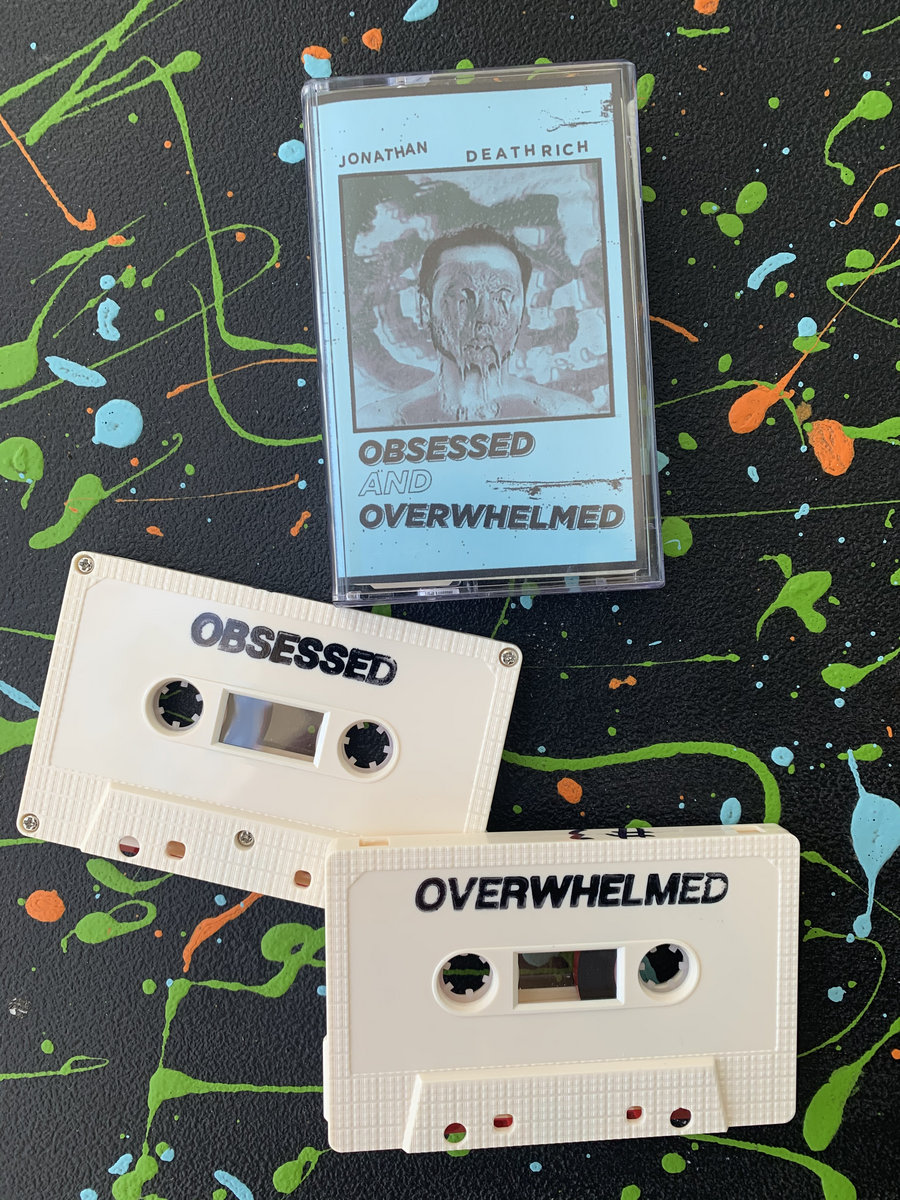 JONATHAN DEATHRICH
OBSESSED
AND
OVERWHELMED
OBSESSED
OVERWHELMED